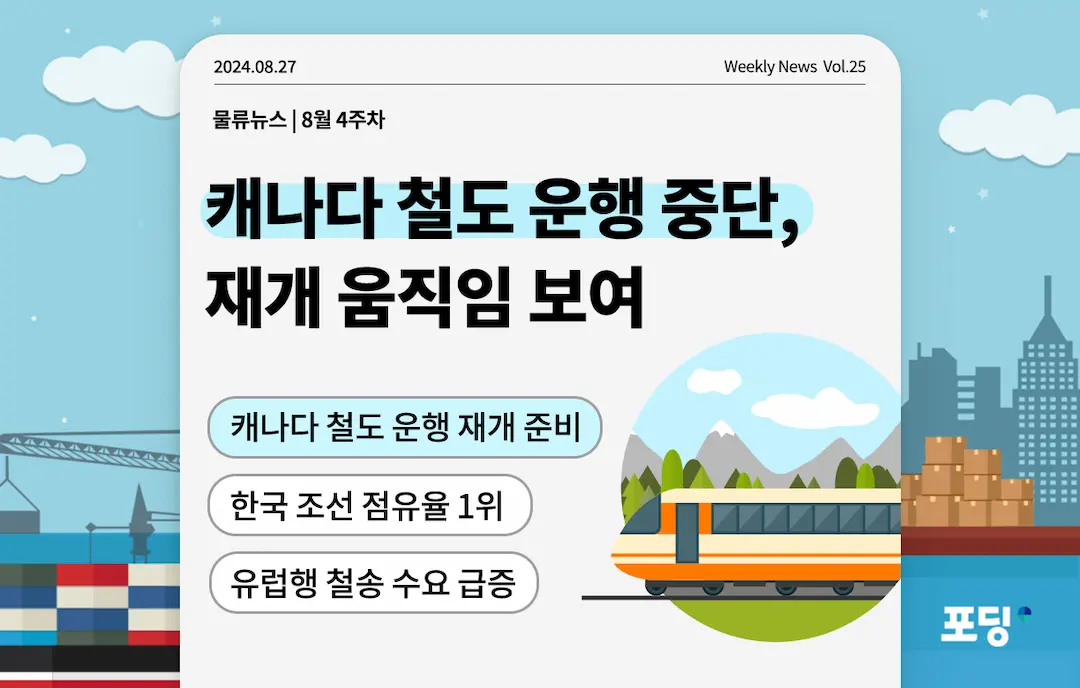 2024.08.27
Weekly News Vol.25
물류뉴스 | 8월 4주차
캐나다 철도 운행 중단,
재개 움직임 보여
캐나다 철도 운행 재개 준비
한국 조선 점유율 1위
유럽행 철송 수요 급증
포딩